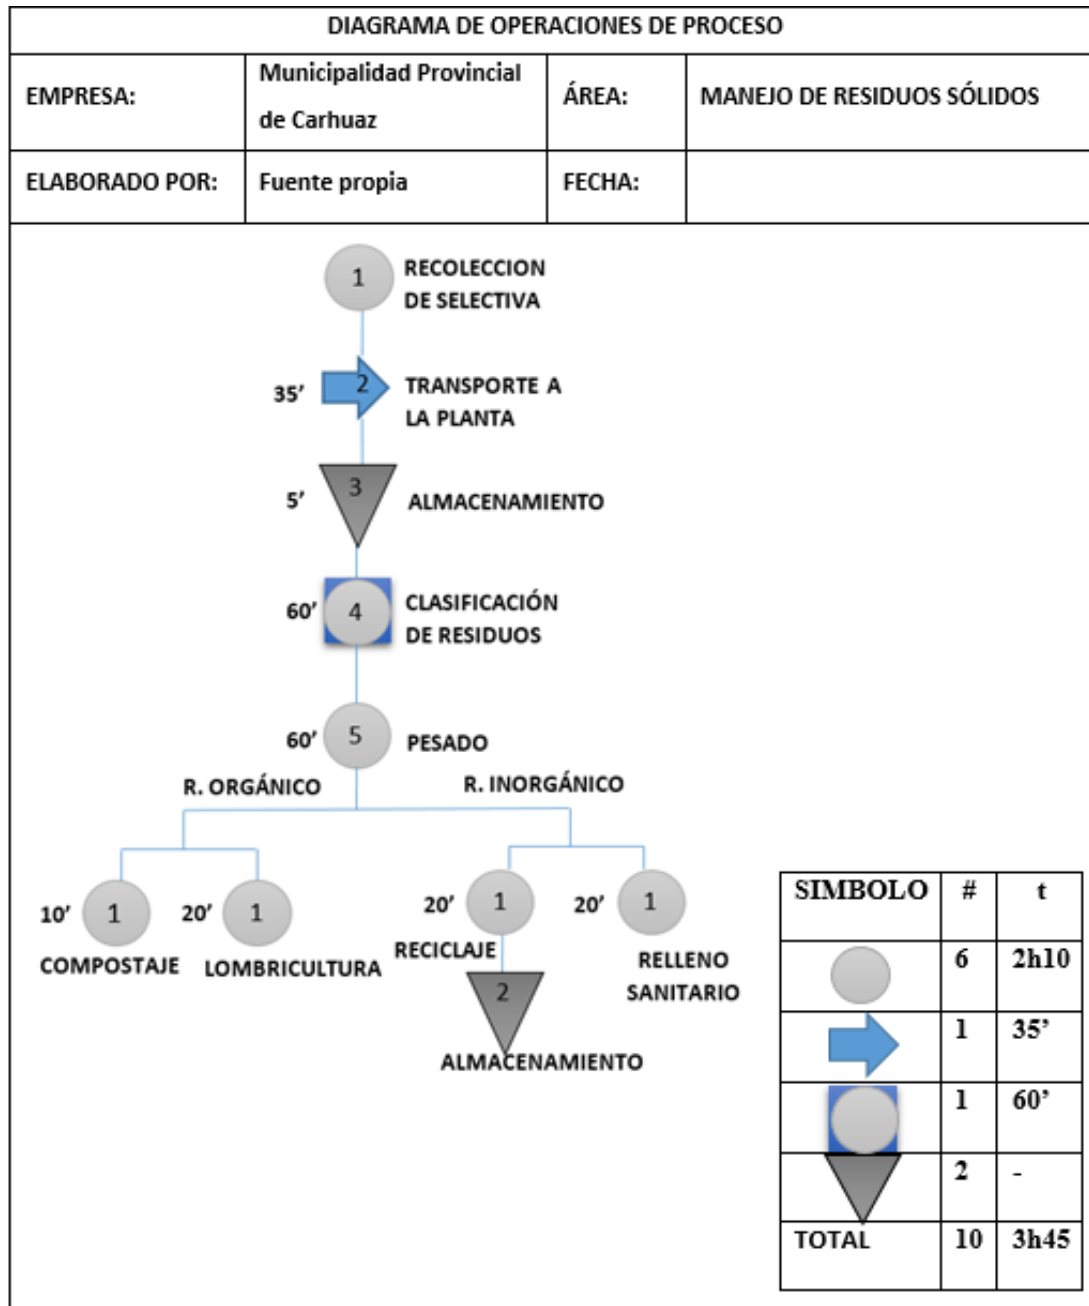 DIAGRAMA DE OPERACIONES DE PROCESO
EMPRESA:
Municipalidad Provincial
de Carhuaz
ÁREA:
MANEJO DE RESIDUOS SÓLIDOS
ELABORADO POR:
Fuente propia
FECHA:
1
RECOLECCION
DE SELECTIVA
35’
2
TRANSPORTE A
LA PLANTA
5’
3
ALMACENAMIENTO
60’
4
CLASIFICACIÓN
DE RESIDUOS
60’
5
PESADO
R. ORGÁNICO
R. INORGÁNICO
10’
1
COMPOSTAJE
20’
1
LOMBRICULTURA
20’
1
RECICLAJE
20’
1
RELLENO
SANITARIO
2
ALMACENAMIENTO
SIMBOLO # t
6 2h10
1 35’
1 60’
2 -
TOTAL 10 3h45